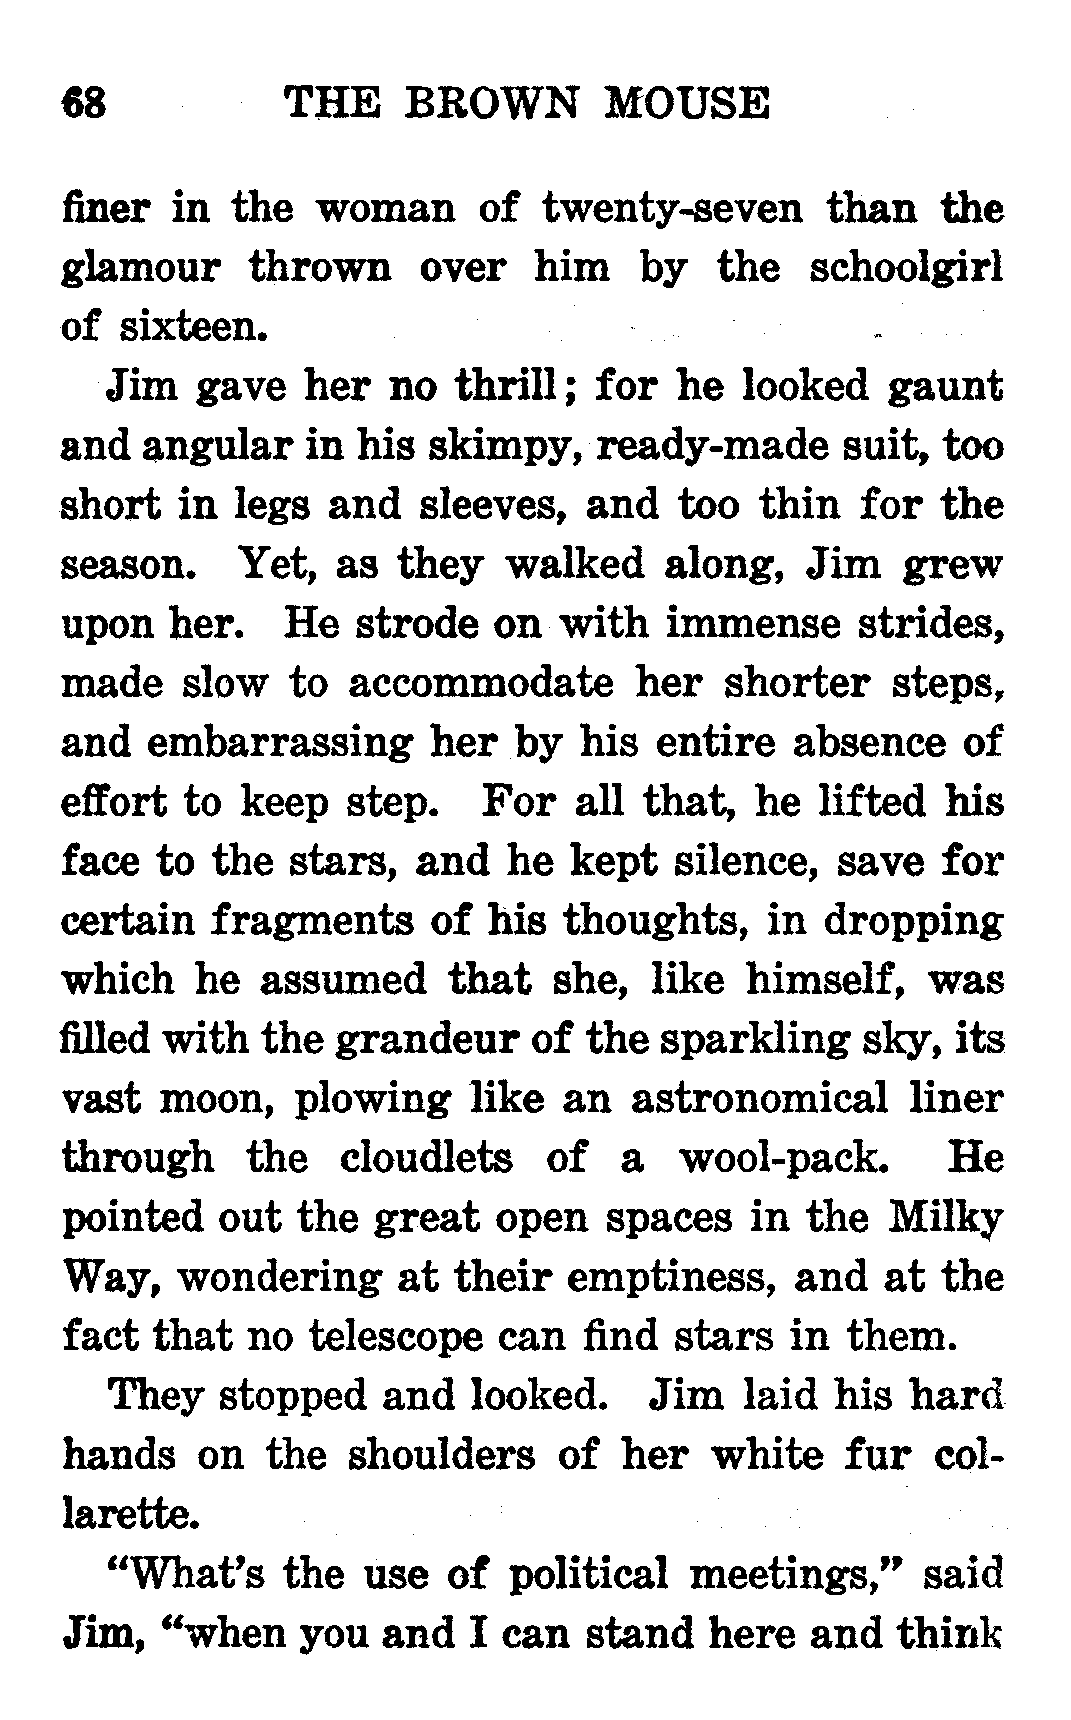 68 THE BROWN MOUSE
finer in the woman of twenty-seven than the
glamour thrown over him by the schoolgirl
of sixteen.
Jim gave her no thrill; for he looked gaunt
and angular in his skimpy, ready-made suit, too
short in legs and sleeves, and too thin for the
season. Yet, as they walked along, Jim grew
upon her. He strode on with immense strides,
made slow to accommodate her shorter steps,
and embarrassing her by his entire absence of
effort to keep step. For all that, he lifted his
face to the stars, and he kept silence, save for
certain fragments of his thoughts, in dropping
which he assumed that she, like himself, was
filled with the grandeur of the sparkling sky, its
vast moon, plowing like an astronomical liner
through the cloudlets of a wool-pack. He
pointed out the great open spaces in the Milky
Way, wondering at their emptiness, and at the
fact that no telescope can find stars in them.
They stopped and looked. Jim laid his hard
hands on the shoulders of her white fur col-
larette.
"What's the use of political meetings," said
Jim, "when you and I can stand here and think